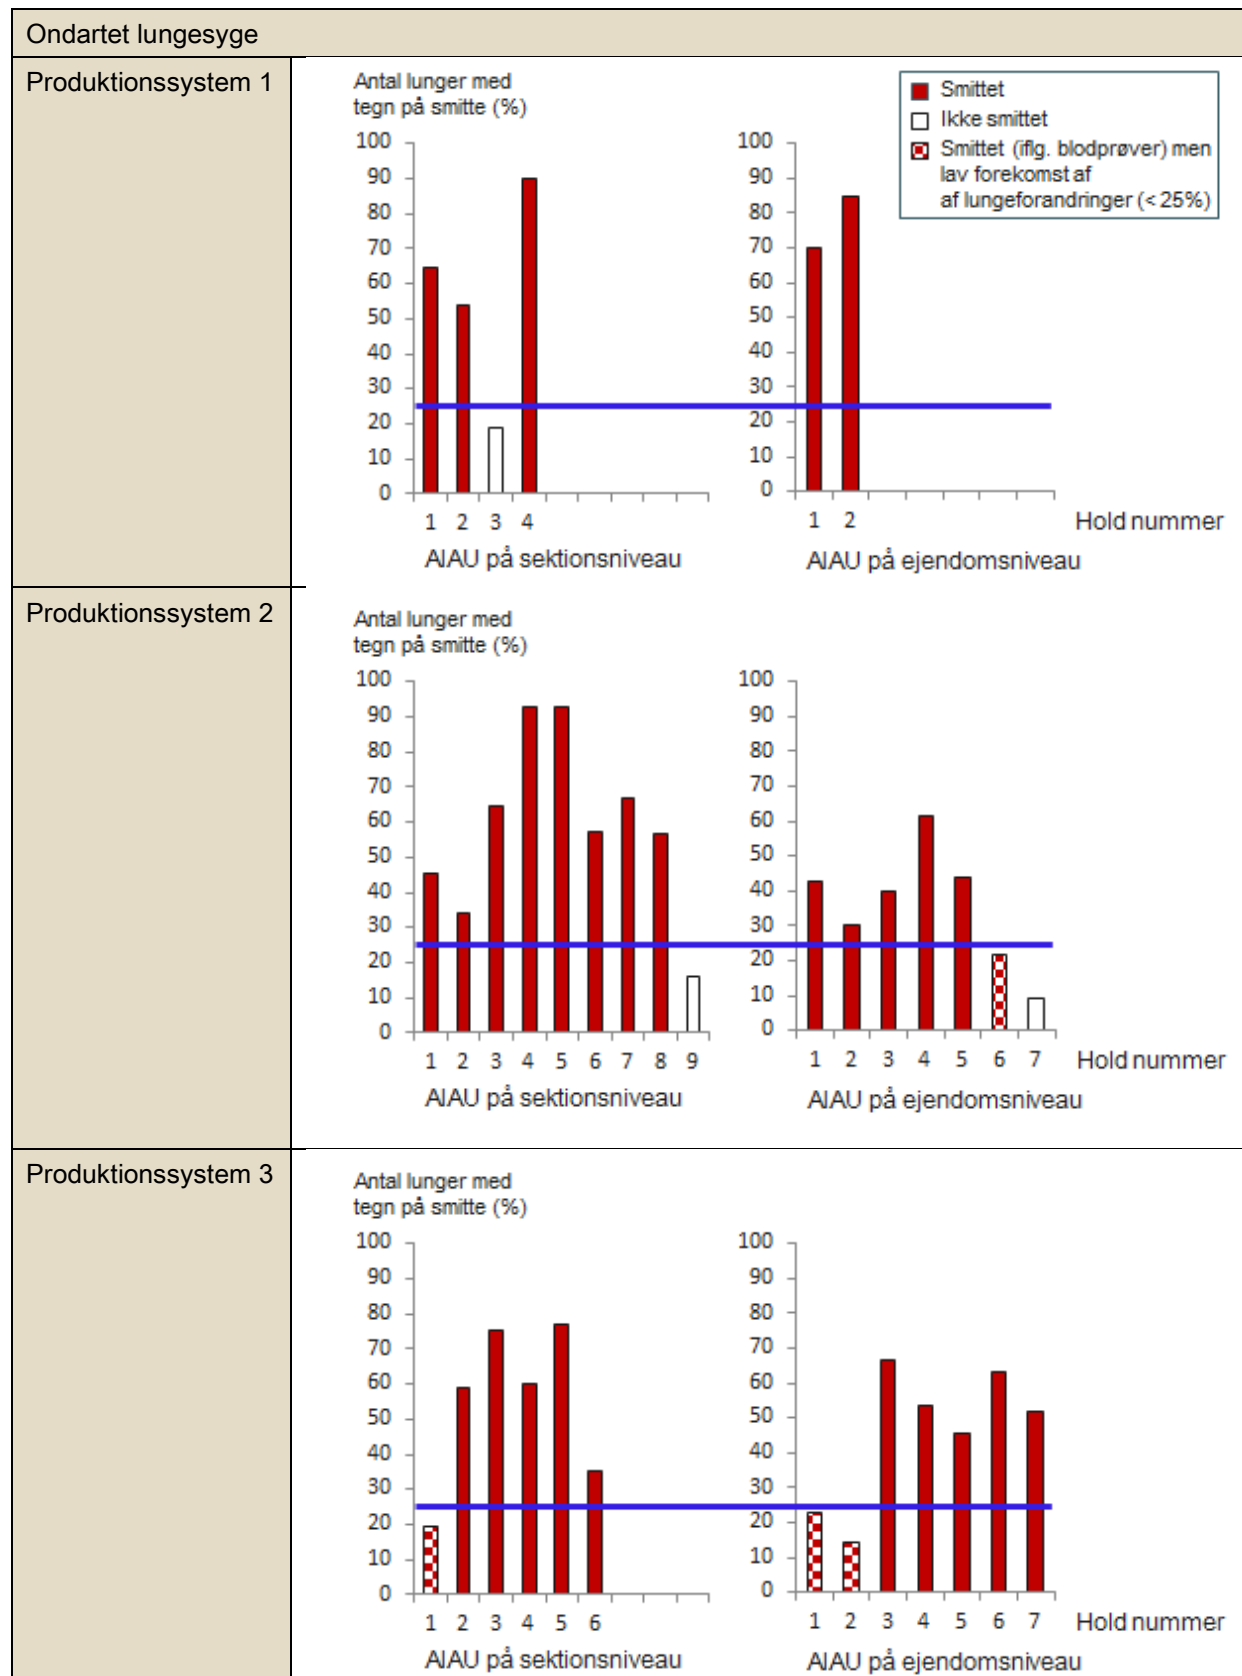 Ondartet lungesyge
Produktionssystem 1
Antal lunger med
tegn på smitte (%)
Smittet
Ikke smittet
Smittet (iflg. blodprøver) men
lav forekomst af
af lungeforandringer (< 25%)
100
90
80
70
60
50
40
30
20
10
0
1 2 3 4
AIAU på sektionsniveau
100
90
80
70
60
50
40
30
20
10
0
1 2
Hold nummer
AIAU på ejendomsniveau
Produktionssystem 2
Antal lunger med
tegn på smitte (%)
100
90
80
70
60
50
40
30
20
10
0
1 2 3 4 5 6 7 8 9
AIAU på sektionsniveau
100
90
80
70
60
50
40
30
20
10
0
1 2 3 4 5 6 7
Hold nummer
AIAU på ejendomsniveau
Produktionssystem 3
Antal lunger med
tegn på smitte (%)
100
90
80
70
60
50
40
30
20
10
0
1 2 3 4 5 6
AIAU på sektionsniveau
100
90
80
70
60
50
40
30
20
10
0
1 2 3 4 5 6 7
Hold nummer
AIAU på ejendomsniveau